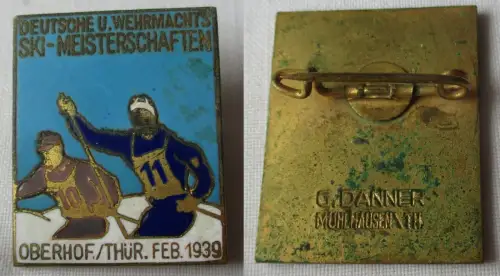 DEUTSCHE U. WEHRMACHTS
SKI-MEISTERSCHAFTEN
10
11
OBERHOF/THÜR. FEB. 1939
G. DANNER
MÜHLHAUSEN i. TH.